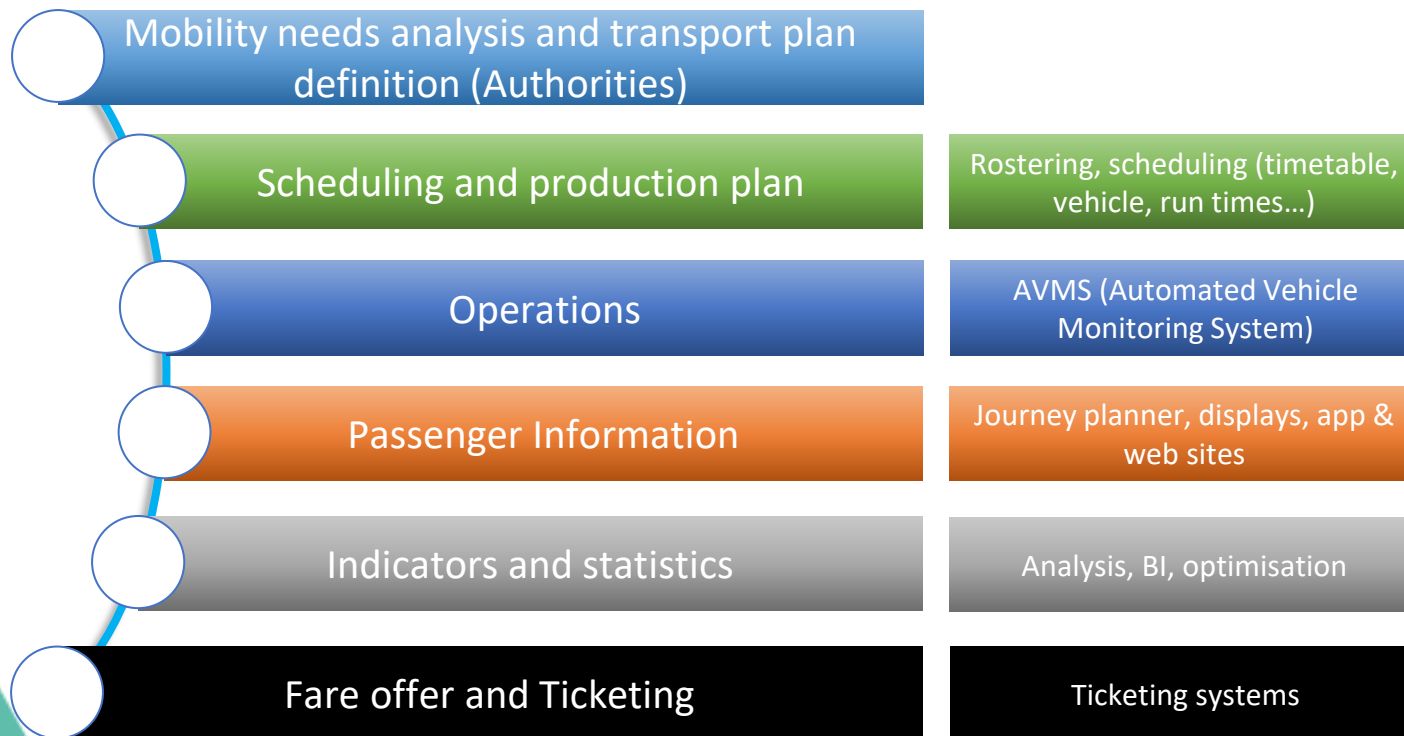 Mobility needs analysis and transport plan
definition (Authorities)
Scheduling and production plan
Rostering, scheduling (timetable,
vehicle, run times...)
Operations
AVMS (Automated Vehicle
Monitoring System)
Passenger Information
Journey planner, displays, app &
web sites
Indicators and statistics
Analysis, BI, optimisation
Fare offer and Ticketing
Ticketing systems